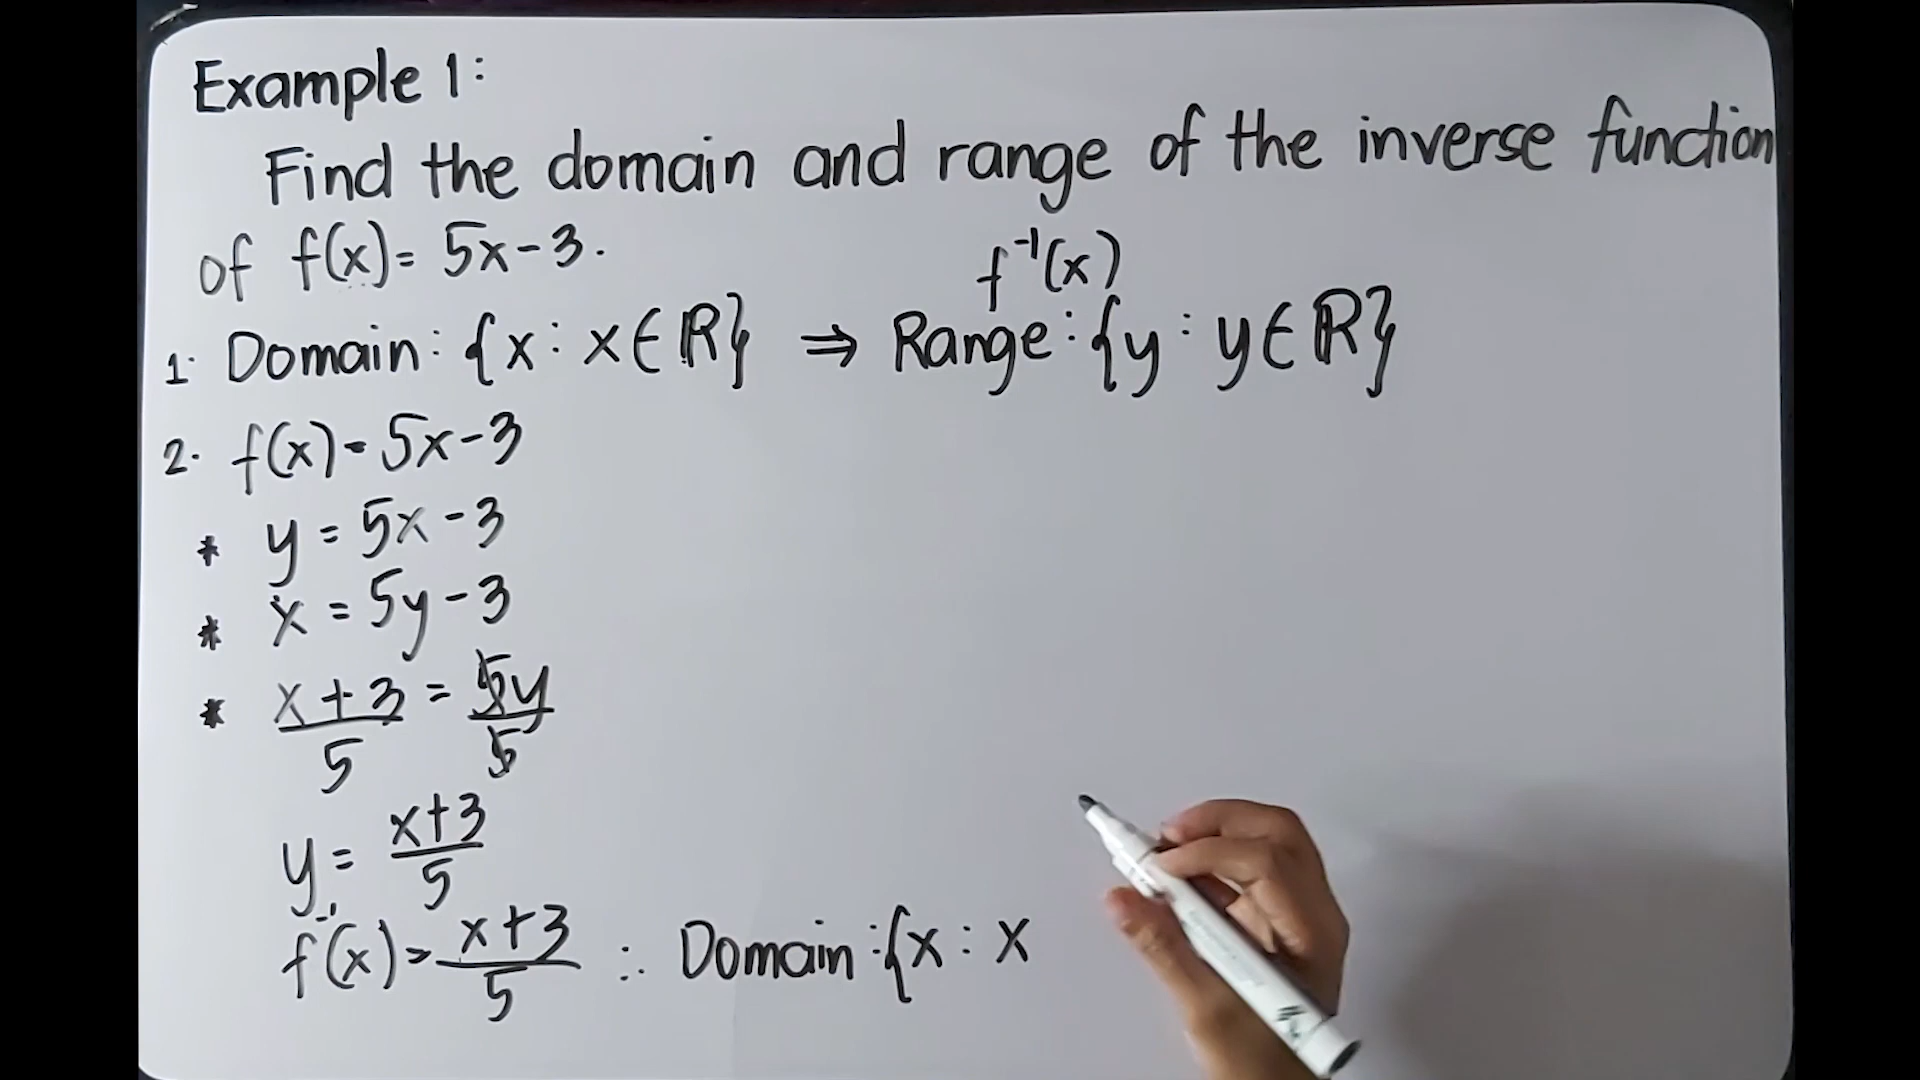 Example 1:
Find the domain and range of the inverse function
of f(x) = 5x - 3.
f⁻¹(x)
1. Domain: {x : x ∈ ℝ} ⇒ Range: {y : y ∈ ℝ}
2. f(x) = 5x - 3
* y = 5x - 3
* x = 5y - 3
* (x + 3)/5 = 5y/5
y = (x+3)/5
f⁻¹(x) = (x+3)/5 ∴ Domain: {x : x